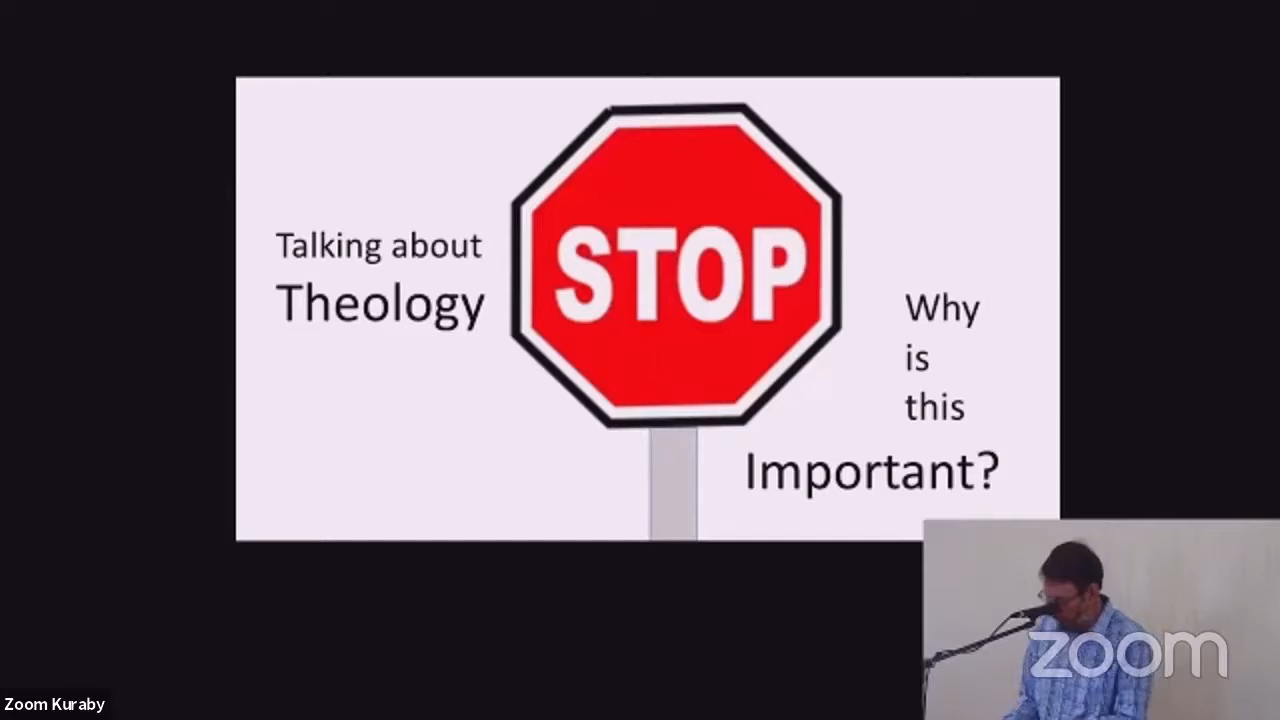 Talking about
Theology
STOP
Why
is
this
Important?
zoom
Zoom Kuraby